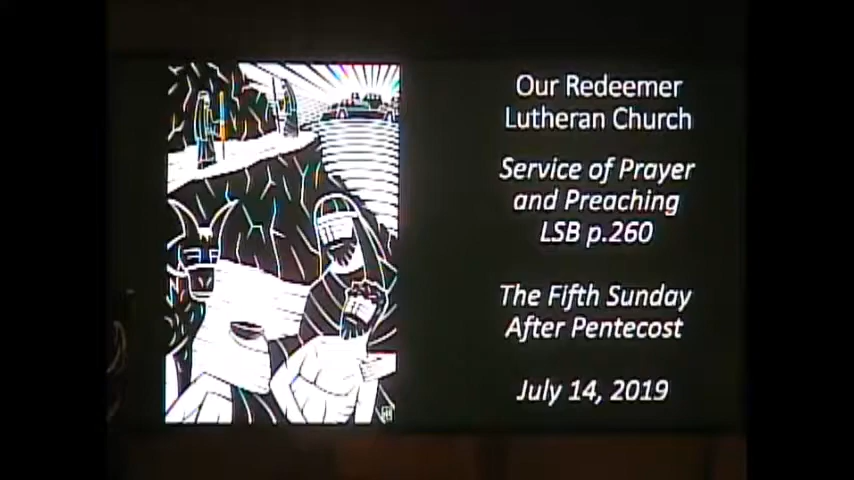 Our Redeemer
Lutheran Church
Service of Prayer
and Preaching
LSB p.260
The Fifth Sunday
After Pentecost
July 14, 2019